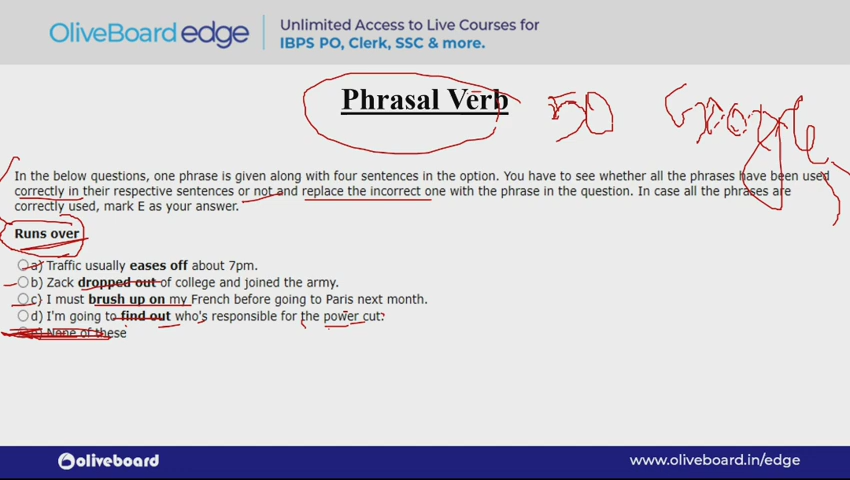 OliveBoard edge
Unlimited Access to Live Courses for
IBPS PO, Clerk, SSC & more.
Phrasal Verb
50
In the below questions, one phrase is given along with four sentences in the option. You have to see whether all the phrases have been used
correctly in their respective sentences or not and replace the incorrect one with the phrase in the question. In case all the phrases are
correctly used, mark E as your answer.
Runs over
a) Traffic usually eases off about 7pm.
b) Zack dropped out of college and joined the army.
c) I must brush up on my French before going to Paris next month.
d) I'm going to find out who's responsible for the power cut.
e) None of these
oliveboard
www.oliveboard.in/edge